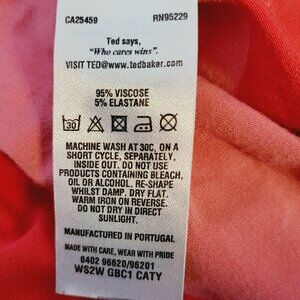 CA25459 RN95229
Ted says,
"Who cares wins".
VISIT TED@www.tedbaker.com
95% VISCOSE
5% ELASTANE
30
MACHINE WASH AT 30C, ON A
SHORT CYCLE, SEPARATELY,
INSIDE OUT. DO NOT USE
PRODUCTS CONTAINING BLEACH,
OIL OR ALCOHOL. RE-SHAPE
WHILST DAMP. DRY FLAT.
WARM IRON ON REVERSE.
DO NOT DRY IN DIRECT
SUNLIGHT.
MANUFACTURED IN PORTUGAL
MADE WITH CARE, WEAR WITH PRIDE
0402 96620/96201
WS2W GBC1 CATY